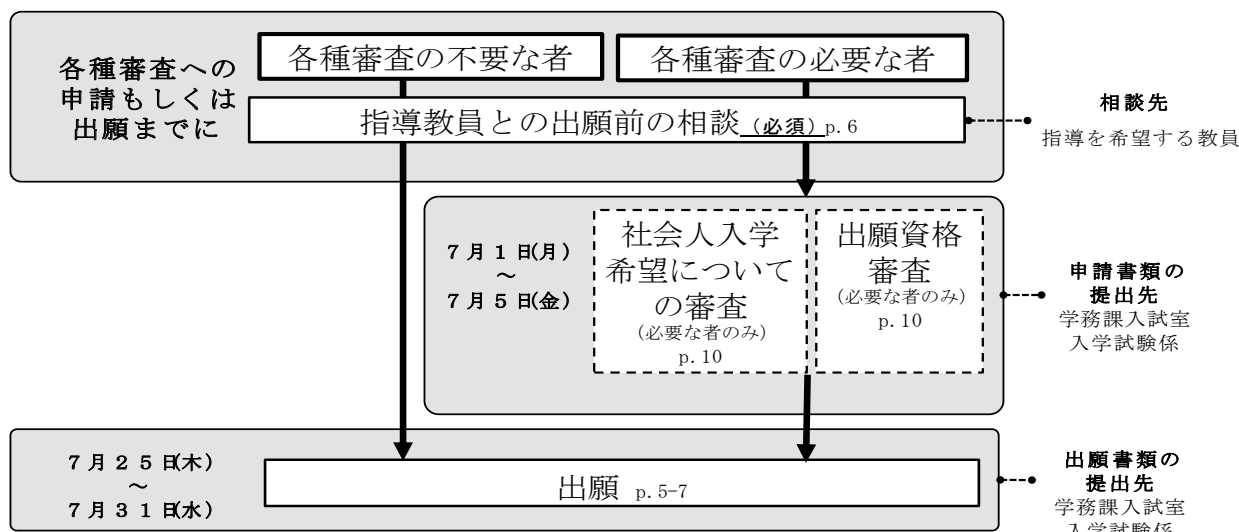 各種審査への
申請もしくは
出願までに
各種審査の不要な者
各種審査の必要な者
指導教員との出願前の相談(必須)p.6
相談先
指導を希望する教員
7月1日(月)
～
7月5日(金)
社会人入学
希望について
の審査
(必要な者のみ)
p.10
出願資格
審査
(必要な者のみ)
p.10
申請書類の
提出先
学務課入試室
入学試験係
7月25日(木)
～
7月31日(水)
出願 p.5-7
出願書類の
提出先
学務課入試室
入学試験係